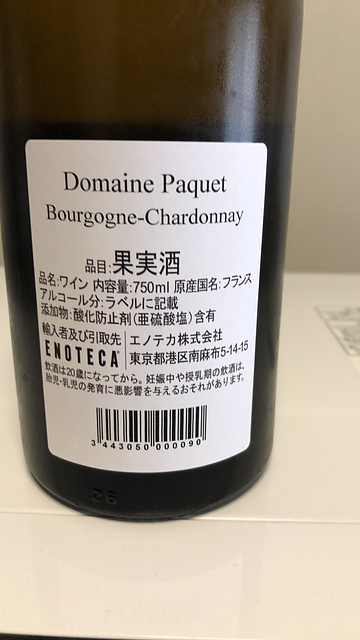 Domaine Paquet
Bourgogne-Chardonnay
品目:果実酒
品名:ワイン 内容量:750ml 原産国名:フランス
アルコール分:ラベルに記載
添加物:酸化防止剤(亜硫酸塩)含有
輸入者及び引取先 エノテカ株式会社
ENOTECA 東京都港区南麻布5-14-15
飲酒は20歳になってから。妊娠中や授乳期の飲酒は、
胎児・乳児の発育に悪影響を与えるおそれがあります。
3 443050 000090